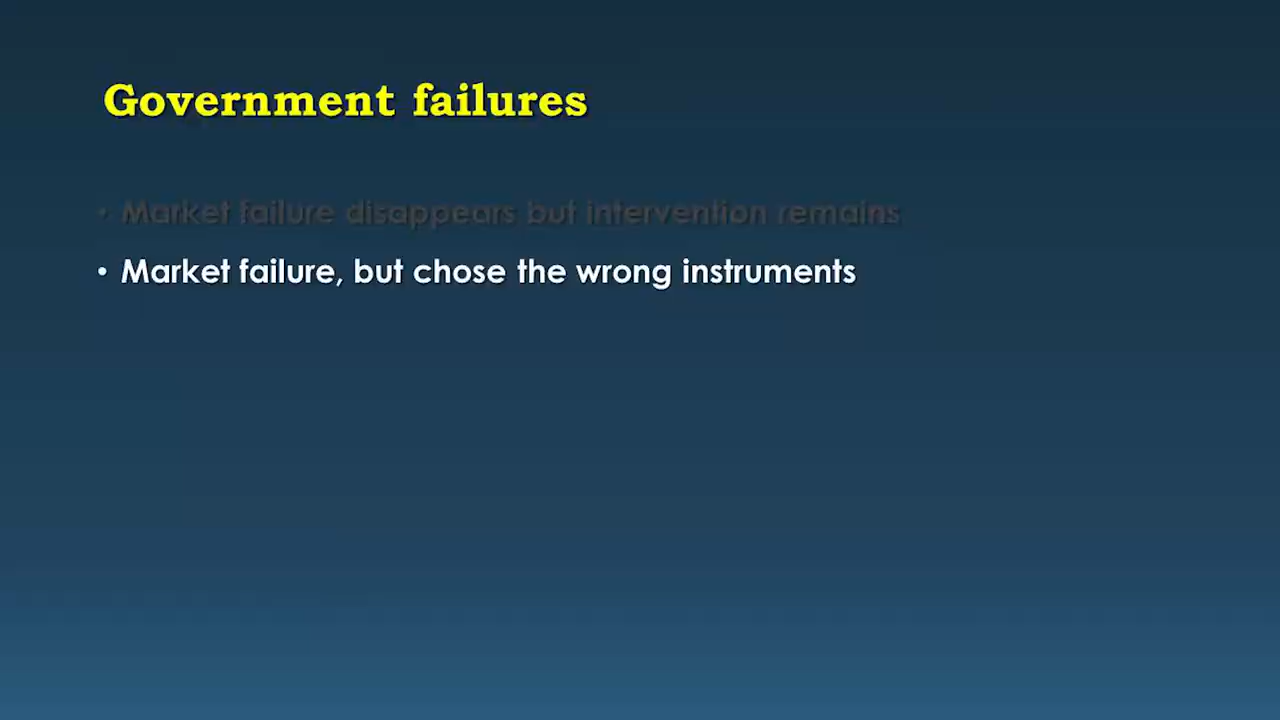 Government failures
• Market failure disappears but intervention remains
• Market failure, but chose the wrong instruments